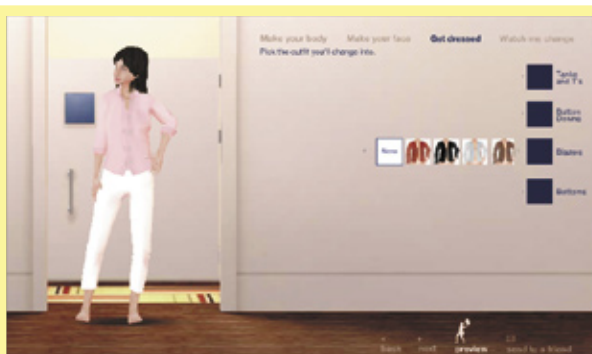 Make your body   Make your face   Get dressed   Watch me change
Pick the outfit you'll change into.
Tanks
and T's
Button
Downs
None
Blazers
Bottoms
back   next   preview   send to a friend